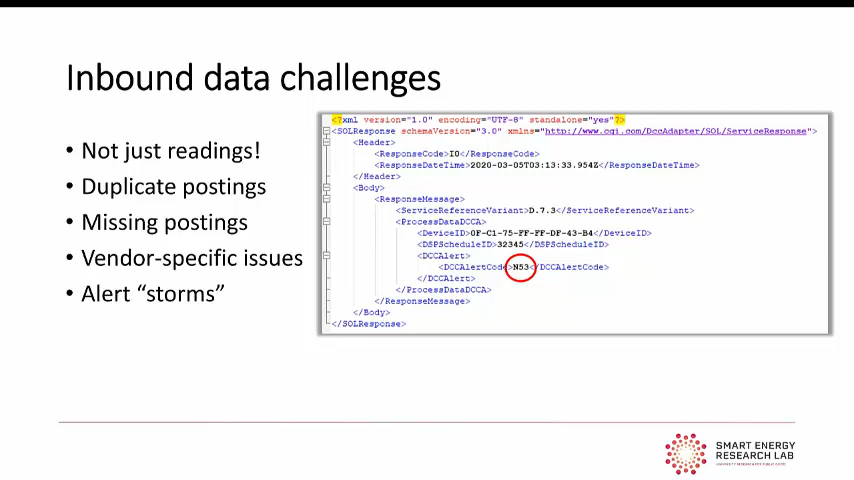 Inbound data challenges
• Not just readings!
• Duplicate postings
• Missing postings
• Vendor-specific issues
• Alert “storms”
<?xml version="1.0" encoding="UTF-8" standalone="yes"?>
<SOLResponse schemaVersion="3.0" xmlns="http://www.cgi.com/DccAdapter/SOL/ServiceResponse">
<Header>
<ResponseCode>I0</ResponseCode>
<ResponseDateTime>2020-03-05T03:13:33.954Z</ResponseDateTime>
</Header>
<Body>
<ResponseMessage>
<ServiceReferenceVariant>D.7.3</ServiceReferenceVariant>
<ProcessDataDCCA>
<DeviceID>0F-C1-75-FF-FF-DF-43-B4</DeviceID>
<DSPScheduleID>32345</DSPScheduleID>
<DCCAlert>
<DCCAlertCode>N53</DCCAlertCode>
</DCCAlert>
</ProcessDataDCCA>
</ResponseMessage>
</Body>
</SOLResponse>
SMART ENERGY
RESEARCH LAB